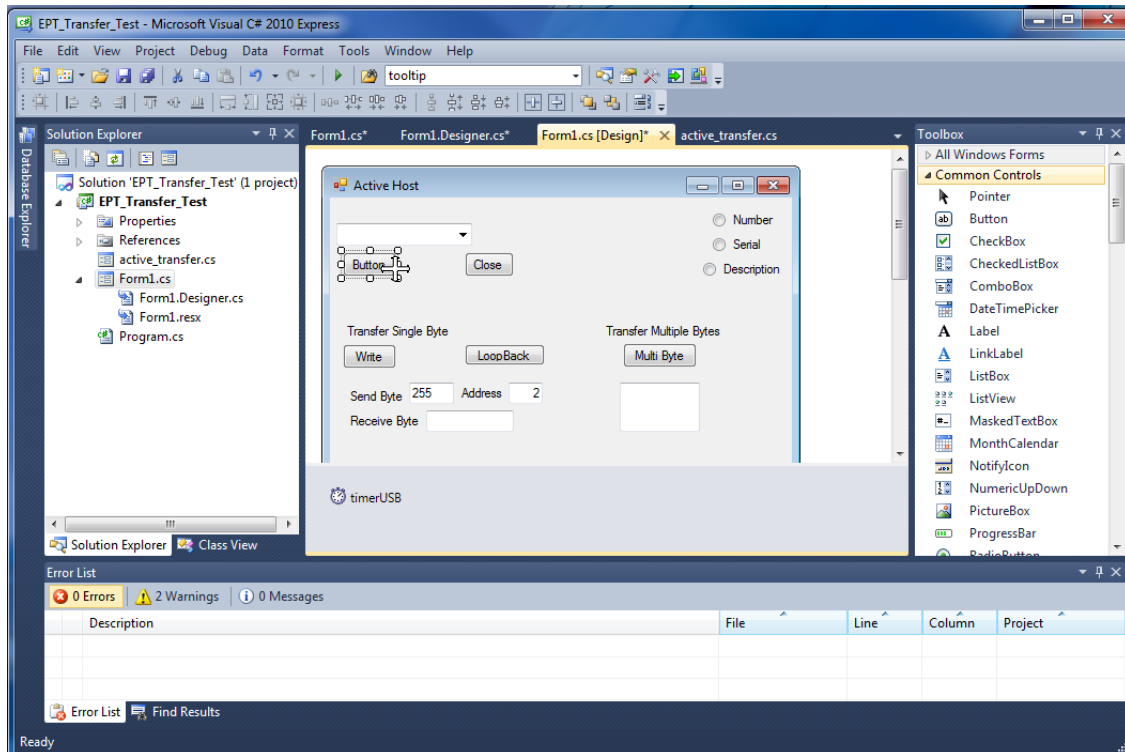 EPT_Transfer_Test - Microsoft Visual C# 2010 Express
File Edit View Project Debug Data Format Tools Window Help
tooltip
Database Explorer
Solution Explorer
Solution 'EPT_Transfer_Test' (1 project)
EPT_Transfer_Test
Properties
References
active_transfer.cs
Form1.cs
Form1.Designer.cs
Form1.resx
Program.cs
Solution Explorer Class View
Form1.cs* Form1.Designer.cs* Form1.cs [Design]* active_transfer.cs
Active Host
Number
Serial
Button Close Description
Transfer Single Byte Transfer Multiple Bytes
Write LoopBack Multi Byte
Send Byte 255 Address 2
Receive Byte
timerUSB
Toolbox
All Windows Forms
Common Controls
Pointer
Button
CheckBox
CheckedListBox
ComboBox
DateTimePicker
Label
LinkLabel
ListBox
ListView
MaskedTextBox
MonthCalendar
NotifyIcon
NumericUpDown
PictureBox
ProgressBar
RadioButton
Error List
0 Errors 2 Warnings 0 Messages
Description File Line Column Project
Error List Find Results
Ready